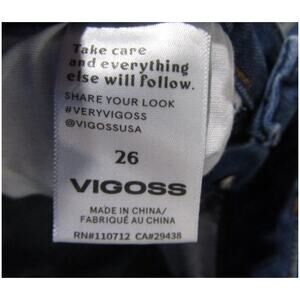 Take care
and everything
else will follow.
SHARE YOUR LOOK
#VERYVIGOSS
@VIGOSSUSA
26
VIGOSS
MADE IN CHINA/
FABRIQUÉ AU CHINA
RN#110712 CA#29438